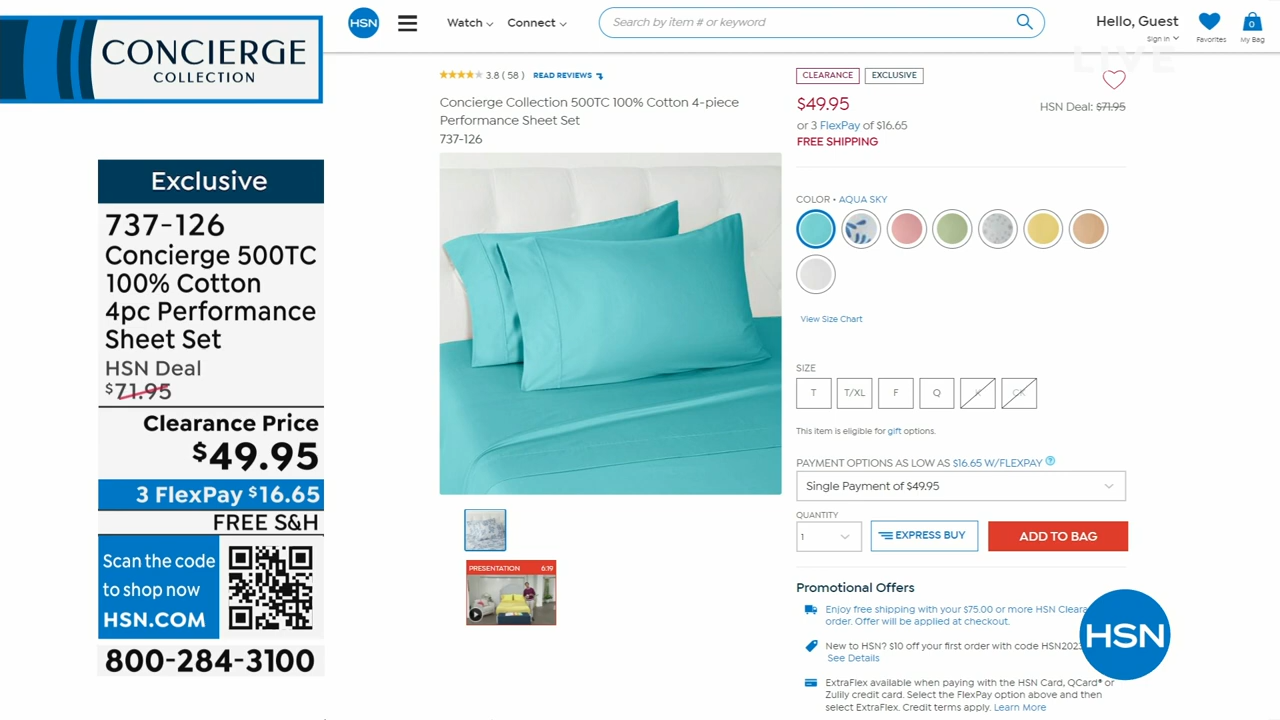 CONCIERGE
COLLECTION
Exclusive
737-126
Concierge 500TC
100% Cotton
4pc Performance
Sheet Set
HSN Deal
$71.95
Clearance Price
$49.95
3 FlexPay $16.65
FREE S&H
Scan the code
to shop now
HSN.COM
800-284-3100
HSN
Watch
Connect
Search by item # or keyword
Hello, Guest
Sign In
Favorites
0
My Bag
LIVE
3.8 ( 58 )
READ REVIEWS
Concierge Collection 500TC 100% Cotton 4-piece
Performance Sheet Set
737-126
PRESENTATION 6:19
CLEARANCE
EXCLUSIVE
$49.95
HSN Deal: $71.95
or 3 FlexPay of $16.65
FREE SHIPPING
COLOR • AQUA SKY
View Size Chart
SIZE
T
T/XL
F
Q
K
CK
This item is eligible for gift options.
PAYMENT OPTIONS AS LOW AS $16.65 W/FLEXPAY ?
Single Payment of $49.95
QUANTITY
1
EXPRESS BUY
ADD TO BAG
Promotional Offers
Enjoy free shipping with your $75.00 or more HSN
order. Offer will be applied at checkout.
New to HSN? $10 off your first order with code
See Details
ExtraFlex available when paying with the HSN Card, QCard® or
Zulily credit card. Select the FlexPay option above and then
select ExtraFlex. Credit terms apply. Learn More
HSN